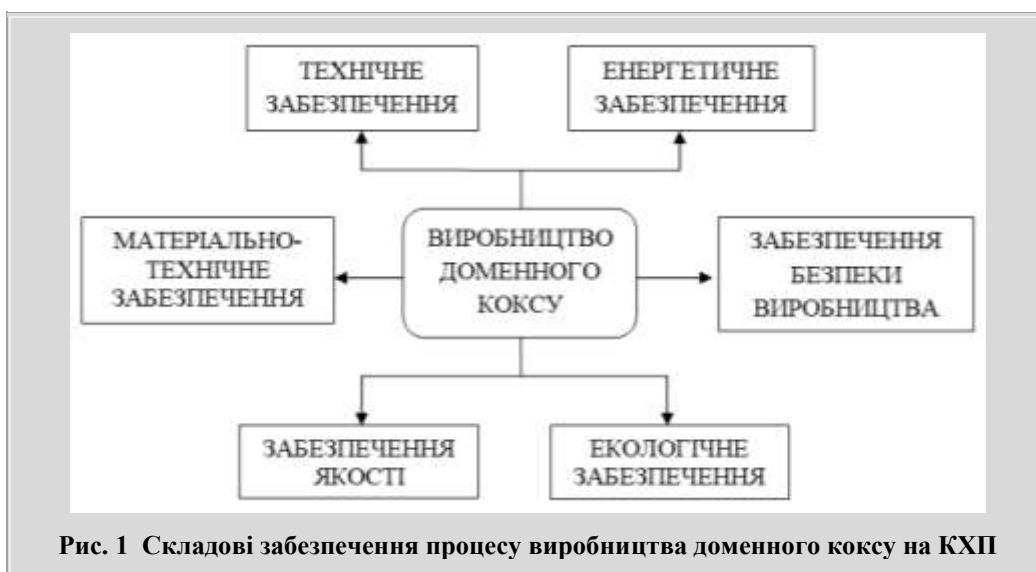 ТЕХНІЧНЕ
ЗАБЕЗПЕЧЕННЯ
ЕНЕРГЕТИЧНЕ
ЗАБЕЗПЕЧЕННЯ
МАТЕРІАЛЬНО-
ТЕХНІЧНЕ
ЗАБЕЗПЕЧЕННЯ
ВИРОБНИЦТВО
ДОМЕННОГО
КОКСУ
ЗАБЕЗПЕЧЕННЯ
БЕЗПЕКИ
ВИРОБНИЦТВА
ЗАБЕЗПЕЧЕННЯ
ЯКОСТІ
ЕКОЛОГІЧНЕ
ЗАБЕЗПЕЧЕННЯ
Рис. 1 Складові забезпечення процесу виробництва доменного коксу на КХП